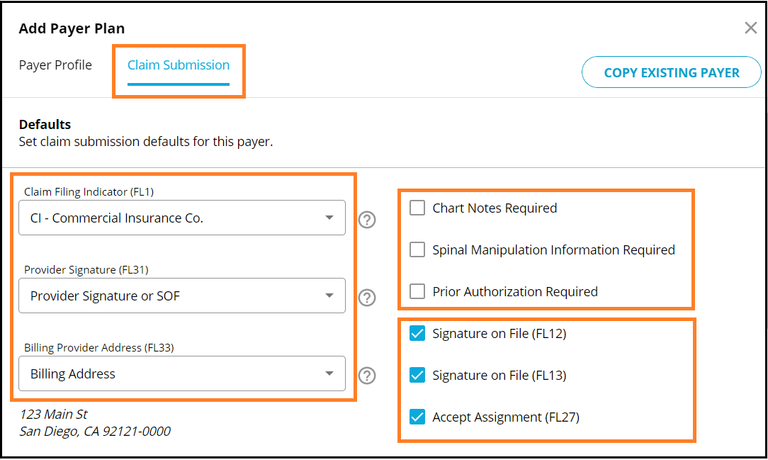 Add Payer Plan
Payer Profile
Claim Submission
COPY EXISTING PAYER
Defaults
Set claim submission defaults for this payer.
Claim Filing Indicator (FL1)
CI - Commercial Insurance Co.
Provider Signature (FL31)
Provider Signature or SOF
Billing Provider Address (FL33)
Billing Address
123 Main St
San Diego, CA 92121-0000
Chart Notes Required
Spinal Manipulation Information Required
Prior Authorization Required
Signature on File (FL12)
Signature on File (FL13)
Accept Assignment (FL27)